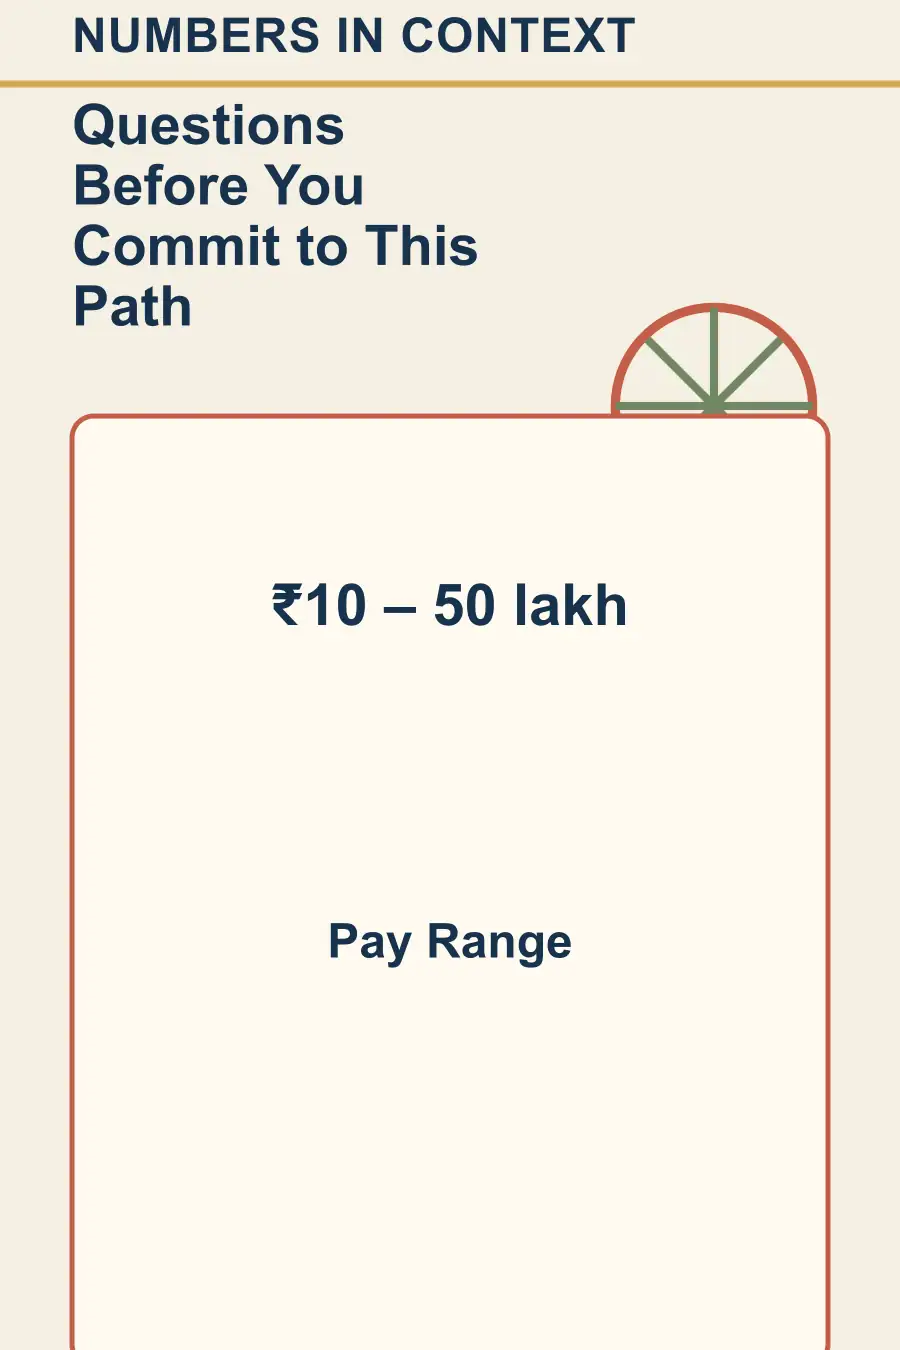 NUMBERS IN CONTEXT
Questions
Before You
Commit to This
Path
₹10 – 50 lakh
Pay Range